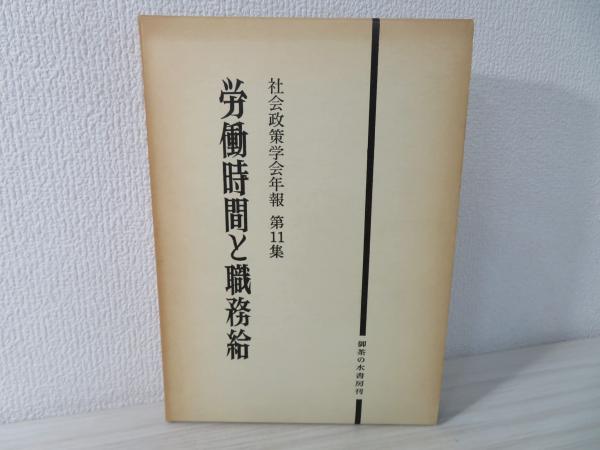 社会政策学会年報 第11集
労働時間と職務給
御茶の水書房刊